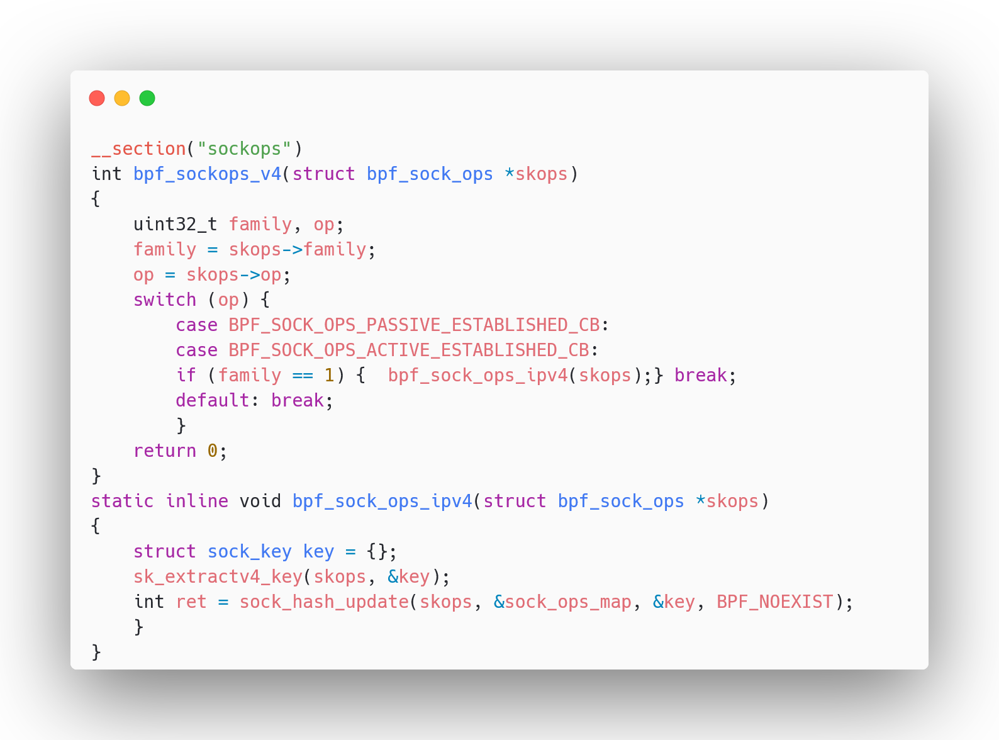 __section("sockops")
int bpf_sockops_v4(struct bpf_sock_ops *skops)
{
    uint32_t family, op;
    family = skops->family;
    op = skops->op;
    switch (op) {
        case BPF_SOCK_OPS_PASSIVE_ESTABLISHED_CB:
        case BPF_SOCK_OPS_ACTIVE_ESTABLISHED_CB:
        if (family == 1) {  bpf_sock_ops_ipv4(skops);} break;
        default: break;
        }
    return 0;
}
static inline void bpf_sock_ops_ipv4(struct bpf_sock_ops *skops)
{
    struct sock_key key = {};
    sk_extractv4_key(skops, &key);
    int ret = sock_hash_update(skops, &sock_ops_map, &key, BPF_NOEXIST);
    }
}